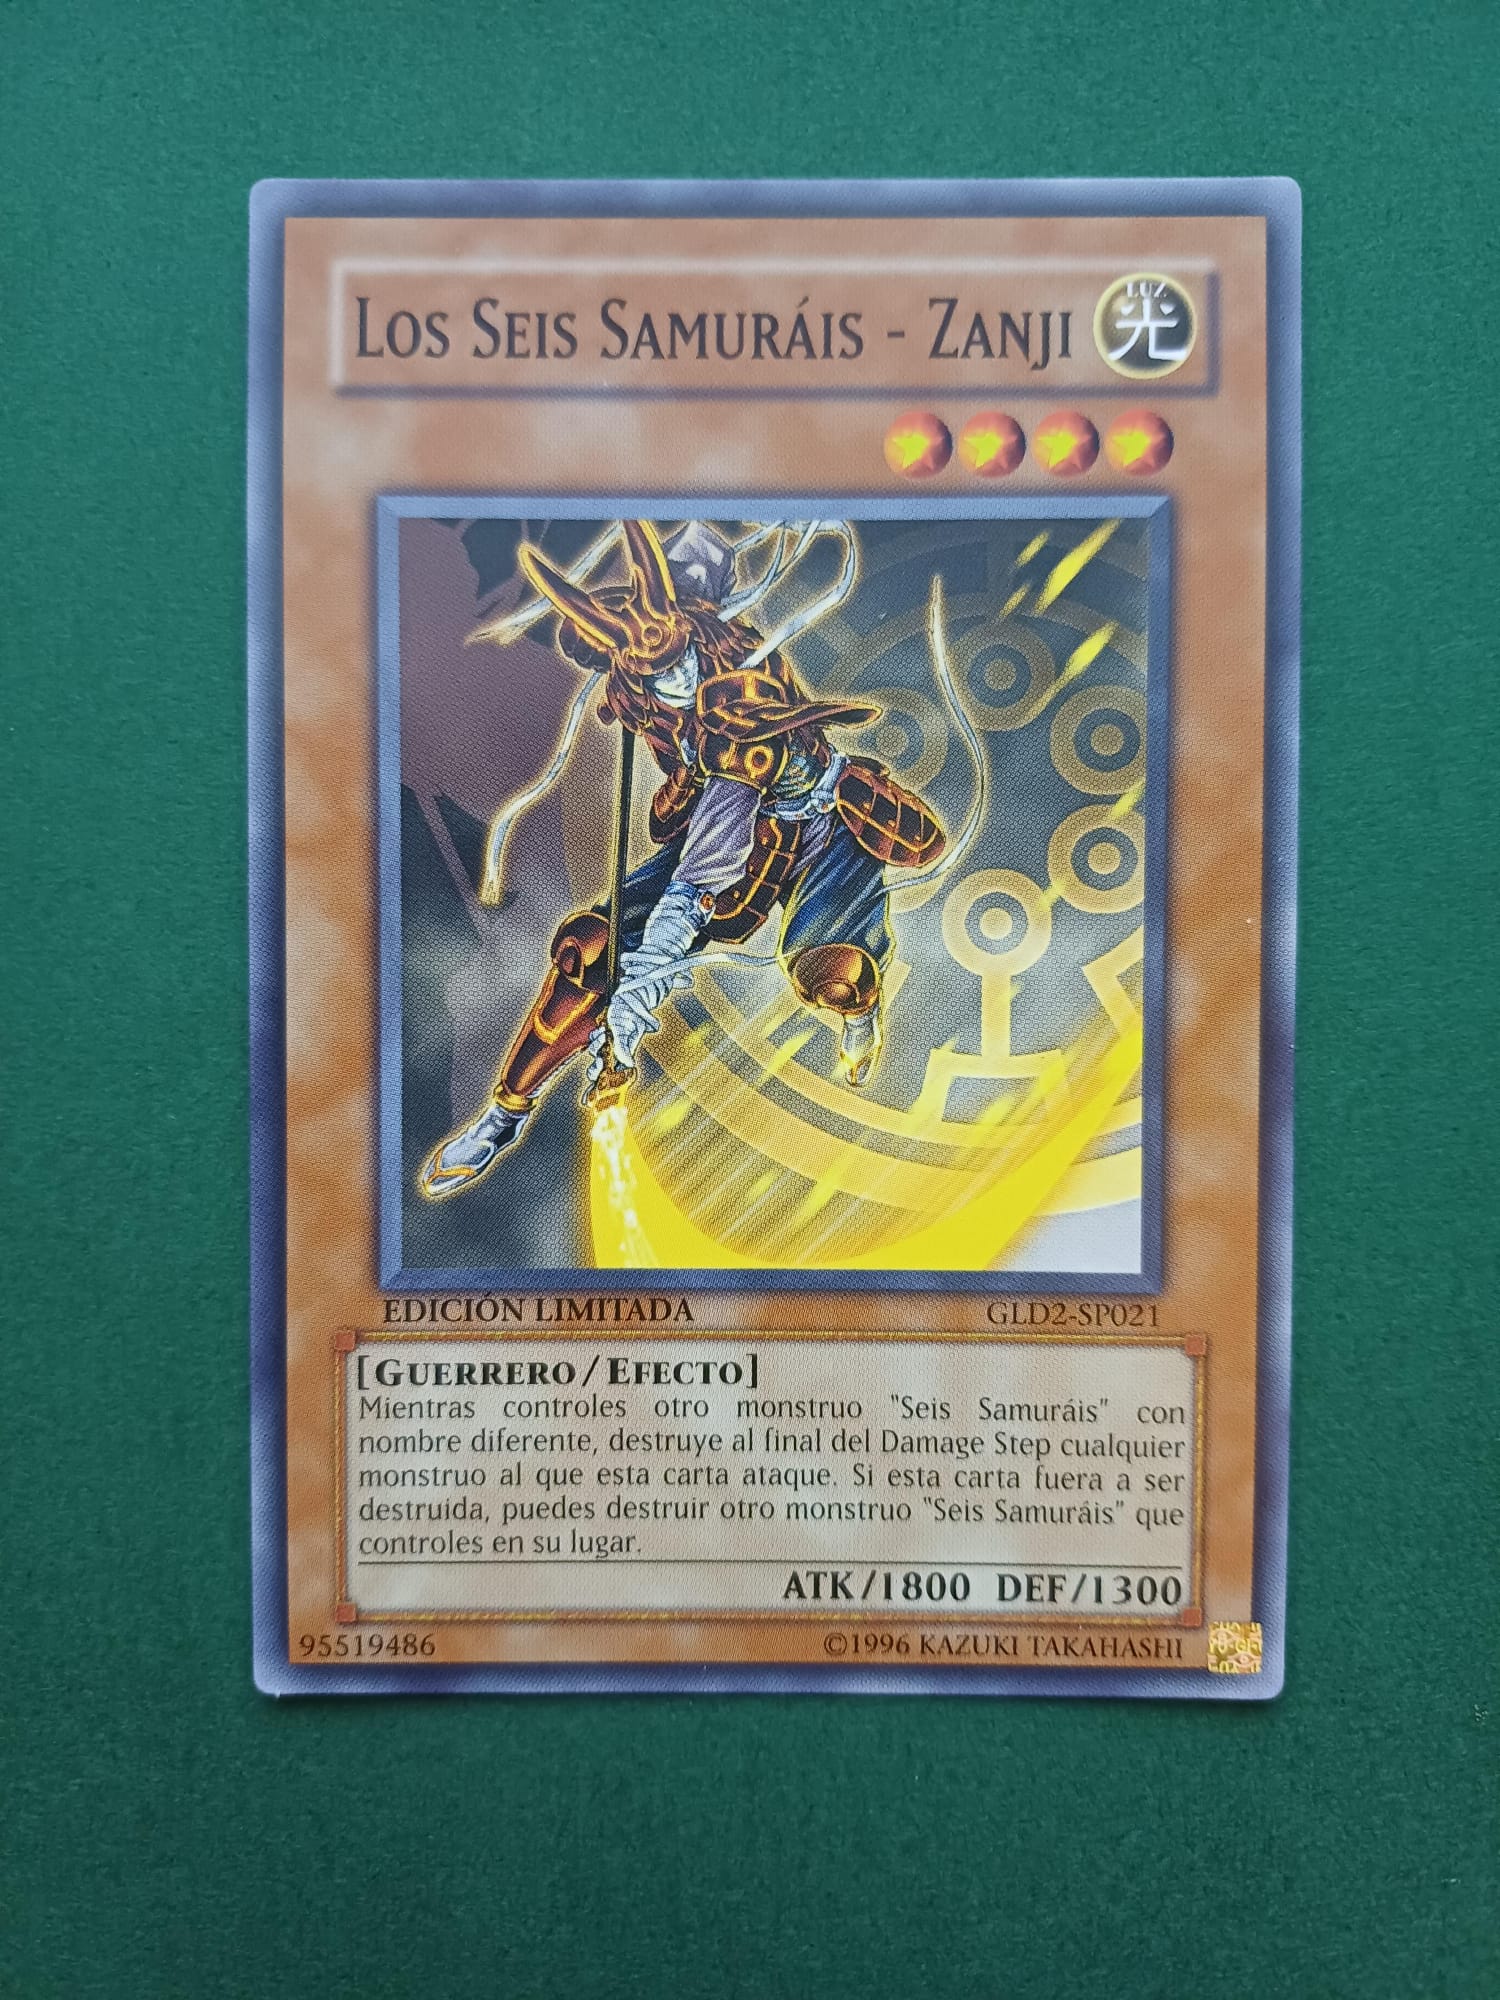 Los Seis Samuráis - Zanji
LUZ
光
EDICIÓN LIMITADA
GLD2-SP021
[Guerrero/Efecto]
Mientras controles otro monstruo "Seis Samuráis" con
nombre diferente, destruye al final del Damage Step cualquier
monstruo al que esta carta ataque. Si esta carta fuera a ser
destruida, puedes destruir otro monstruo "Seis Samuráis" que
controles en su lugar.
ATK/1800 DEF/1300
95519486
©1996 KAZUKI TAKAHASHI